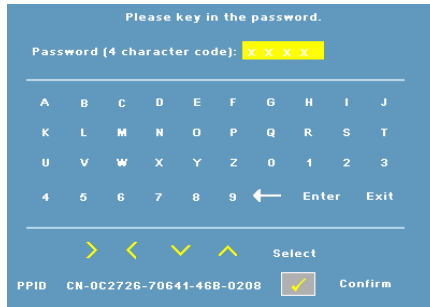 Please key in the password.
Password (4 character code): x x x x
A B C D E F G H I J
K L M N O P Q R S T
U V W X Y Z 0 1 2 3
4 5 6 7 8 9 ← Enter Exit
Select
PPID CN-0C2726-70641-46B-0208 Confirm